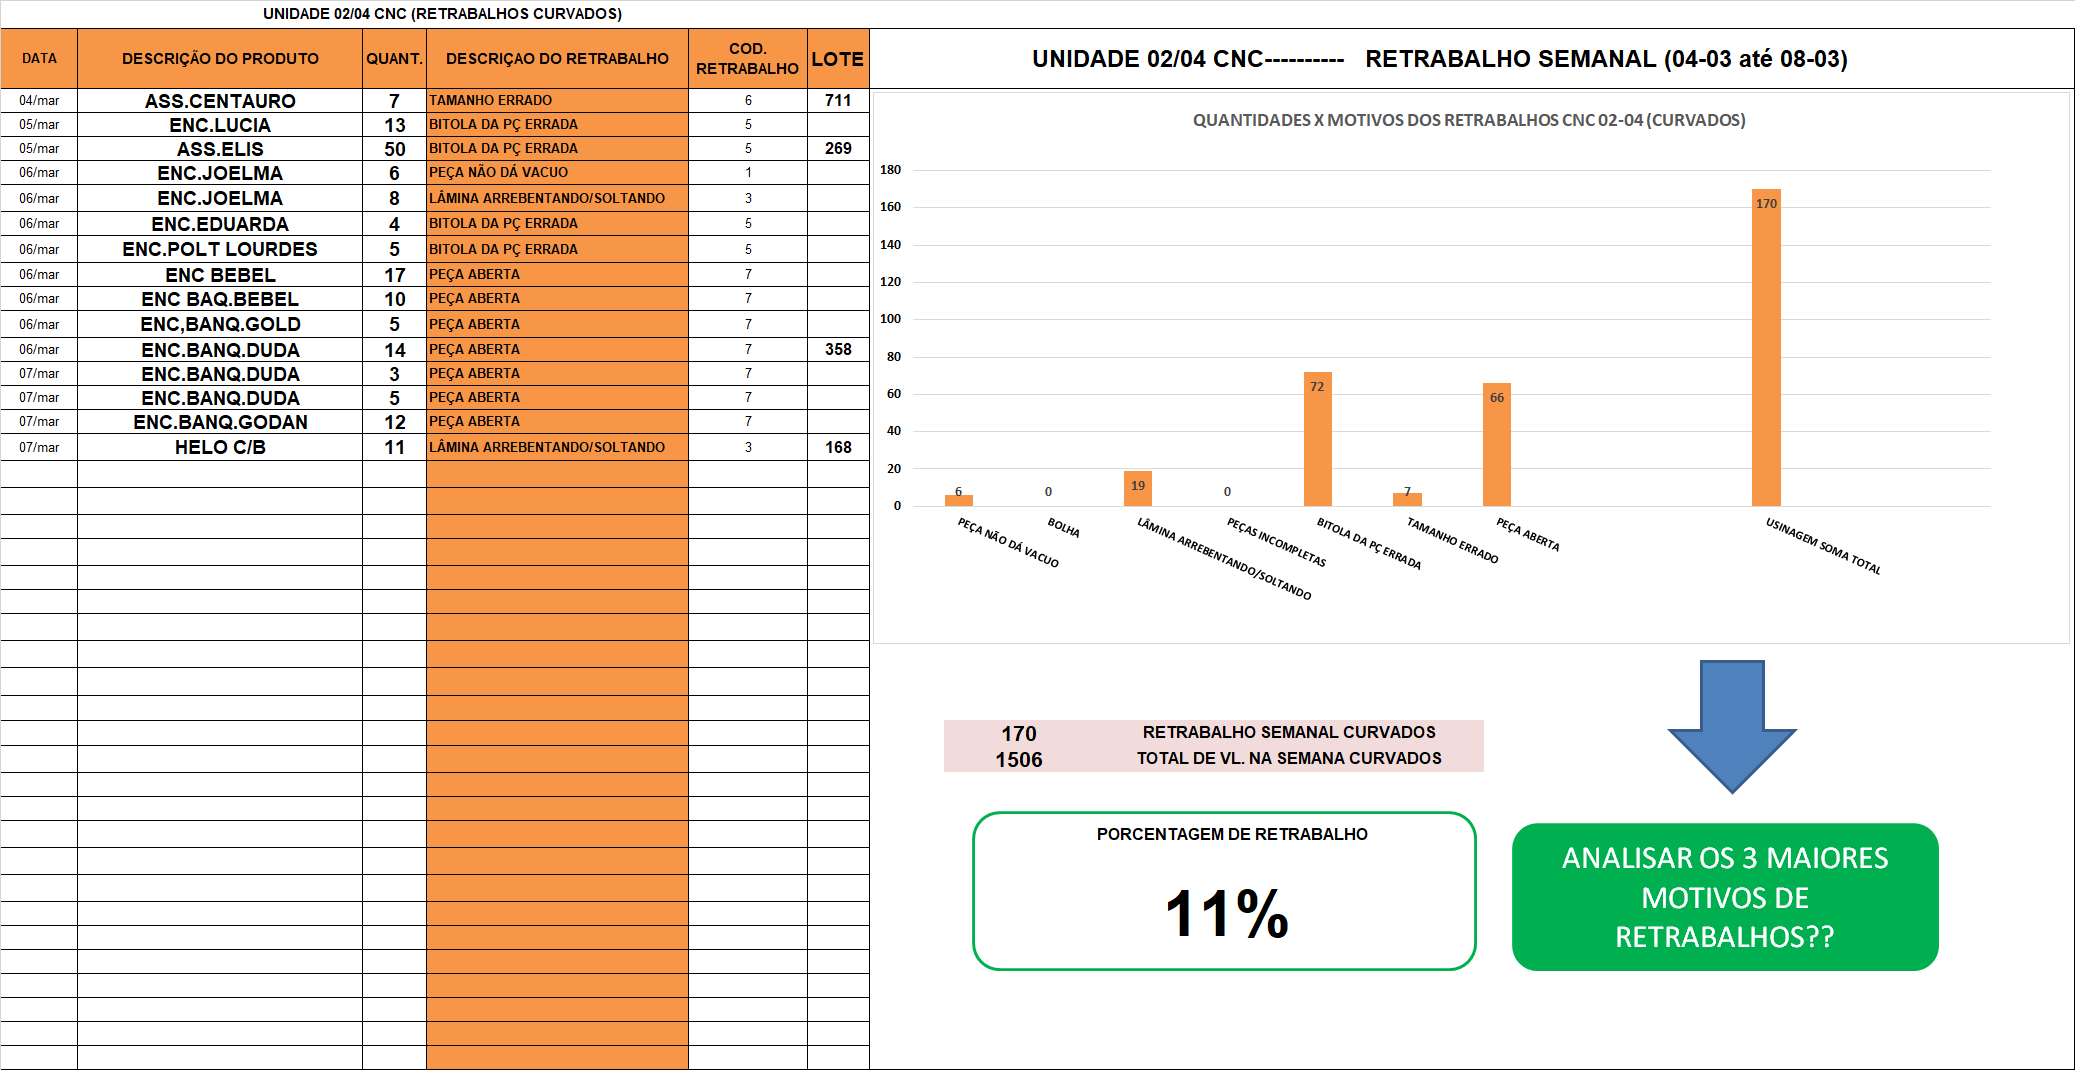 UNIDADE 02/04 CNC (RETRABALHOS CURVADOS)
DATA DESCRIÇÃO DO PRODUTO QUANT. DESCRIÇAO DO RETRABALHO COD. RETRABALHO LOTE
04/mar ASS.CENTAURO 7 TAMANHO ERRADO 6 711
05/mar ENC.LUCIA 13 BITOLA DA PÇ ERRADA 5
05/mar ASS.ELIS 50 BITOLA DA PÇ ERRADA 5 269
06/mar ENC.JOELMA 6 PEÇA NÃO DÁ VACUO 1
06/mar ENC.JOELMA 8 LÂMINA ARREBENTANDO/SOLTANDO 3
06/mar ENC.EDUARDA 4 BITOLA DA PÇ ERRADA 5
06/mar ENC.POLT LOURDES 5 BITOLA DA PÇ ERRADA 5
06/mar ENC BEBEL 17 PEÇA ABERTA 7
06/mar ENC BAQ.BEBEL 10 PEÇA ABERTA 7
06/mar ENC,BANQ.GOLD 5 PEÇA ABERTA 7
06/mar ENC.BANQ.DUDA 14 PEÇA ABERTA 7 358
07/mar ENC.BANQ.DUDA 3 PEÇA ABERTA 7
07/mar ENC.BANQ.DUDA 5 PEÇA ABERTA 7
07/mar ENC.BANQ.GODAN 12 PEÇA ABERTA 7
07/mar HELO C/B 11 LÂMINA ARREBENTANDO/SOLTANDO 3 168
UNIDADE 02/04 CNC---------- RETRABALHO SEMANAL (04-03 até 08-03)
QUANTIDADES X MOTIVOS DOS RETRABALHOS CNC 02-04 (CURVADOS)
180
160
140
120
100
80
60
40
20
0
6 0 19 0 72 7 66 170
PEÇA NÃO DÁ VACUO
BOLHA
LÂMINA ARREBENTANDO/SOLTANDO
PEÇAS INCOMPLETAS
BITOLA DA PÇ ERRADA
TAMANHO ERRADO
PEÇA ABERTA
USINAGEM SOMA TOTAL
170 RETRABALHO SEMANAL CURVADOS
1506 TOTAL DE VL. NA SEMANA CURVADOS
PORCENTAGEM DE RETRABALHO
11%
ANALISAR OS 3 MAIORES
MOTIVOS DE
RETRABALHOS??